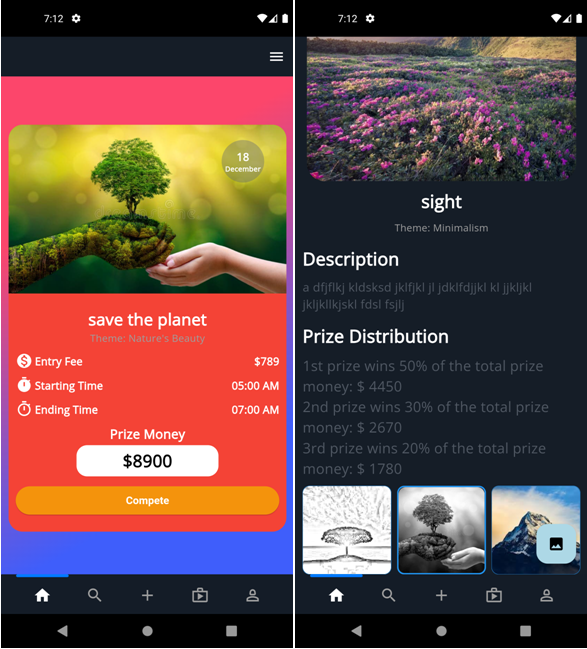 7:12
18
December
save the planet
Theme: Nature's Beauty
Entry Fee $789
Starting Time 05:00 AM
Ending Time 07:00 AM
Prize Money
$8900
Compete
7:12
sight
Theme: Minimalism
Description
a dfjflkj kldsksd jklfjkl jl jdklfdjjkl kl jjkljkl
jkljkllkjskl fdsl fsjlj
Prize Distribution
1st prize wins 50% of the total prize
money: $ 4450
2nd prize wins 30% of the total prize
money: $ 2670
3rd prize wins 20% of the total prize
money: $ 1780